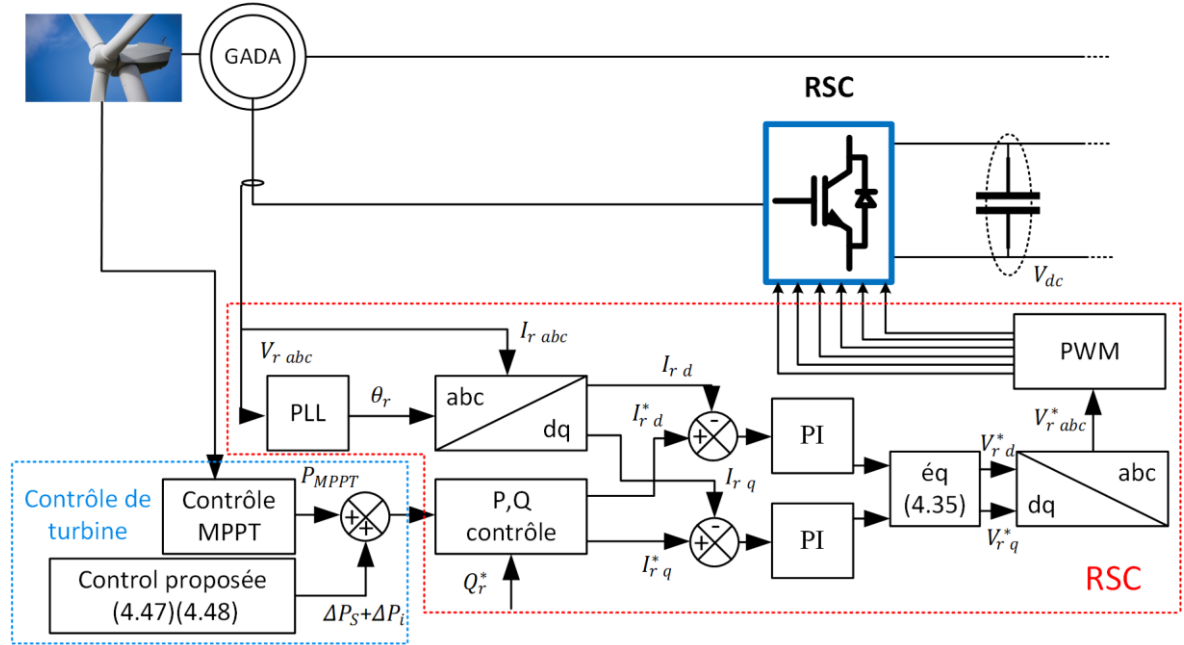 GADA
RSC
V_dc
I_r abc
V_r abc
PWM
PLL
θ_r
abc
dq
I_r d
I*_r d
- 
+
PI
V*_r abc
V*_r d
éq
(4.35)
abc
dq
V*_r q
I_r q
-
+
PI
I*_r q
P,Q
contrôle
Q*_r
P_MPPT
Contrôle de
turbine
Contrôle
MPPT
+
+
Control proposée
(4.47)(4.48)
ΔP_S+ΔP_i
RSC